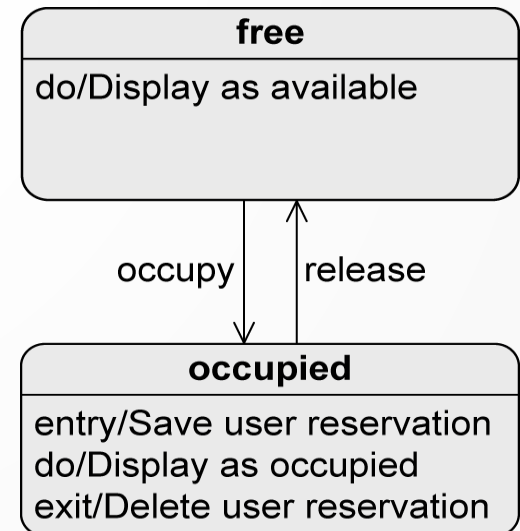 free
do/Display as available
occupy
release
occupied
entry/Save user reservation
do/Display as occupied
exit/Delete user reservation